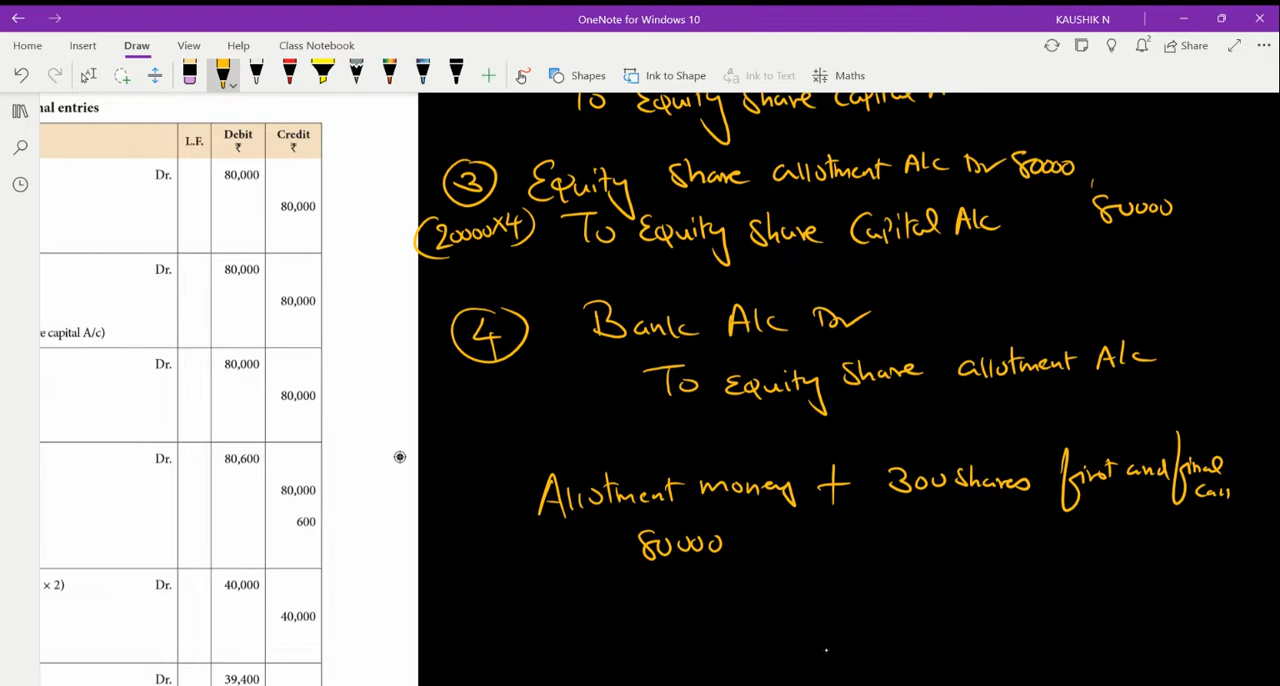 OneNote for Windows 10
KAUSHIK N
Home Insert Draw View Help Class Notebook
Share
Shapes Ink to Shape Ink to Text Maths
nal entries
L.F. Debit ₹ Credit ₹
Dr. 80,000
80,000
Dr. 80,000
80,000
e capital A/c)
Dr. 80,000
80,000
Dr. 80,600
80,000
600
× 2) Dr. 40,000
40,000
Dr. 39,400
To Equity Share Capital A
3 Equity Share allotment A/c Dr 80000
(20000×4) To Equity Share Capital A/c 80000
4 Bank A/c Dr
To Equity Share allotment A/c
Allotment money + 300 shares first and final call
80000